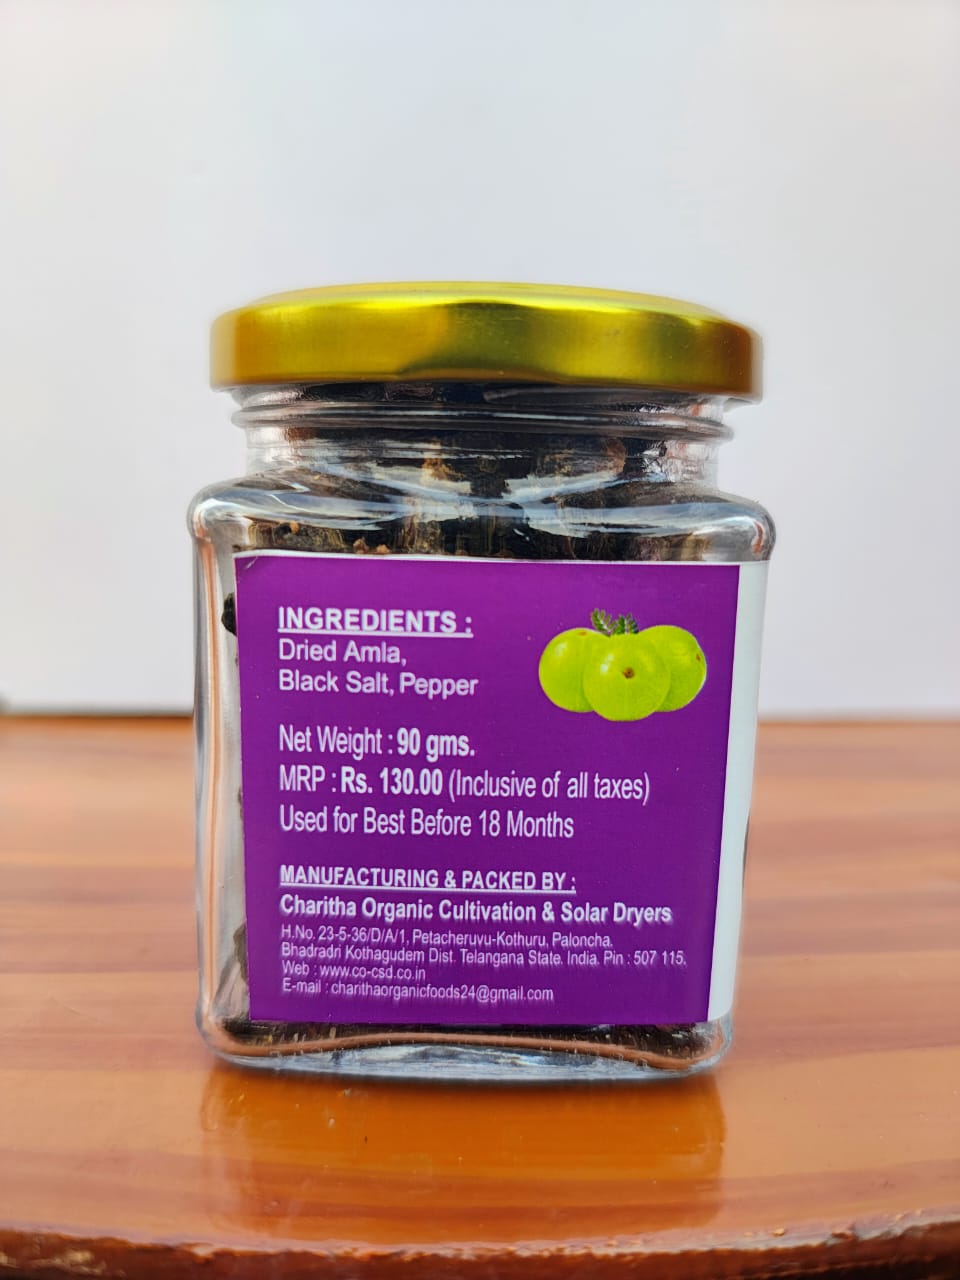 INGREDIENTS :
Dried Amla,
Black Salt, Pepper
Net Weight : 90 gms.
MRP : Rs. 130.00 (Inclusive of all taxes)
Used for Best Before 18 Months
MANUFACTURING & PACKED BY :
Charitha Organic Cultivation & Solar Dryers
H.No. 23-5-36/D/A/1, Petacheruvu-Kothuru, Paloncha.
Bhadradri Kothagudem Dist. Telangana State. India. Pin : 507 115.
Web : www.co-csd.co.in
E-mail : charithaorganicfoods24@gmail.com